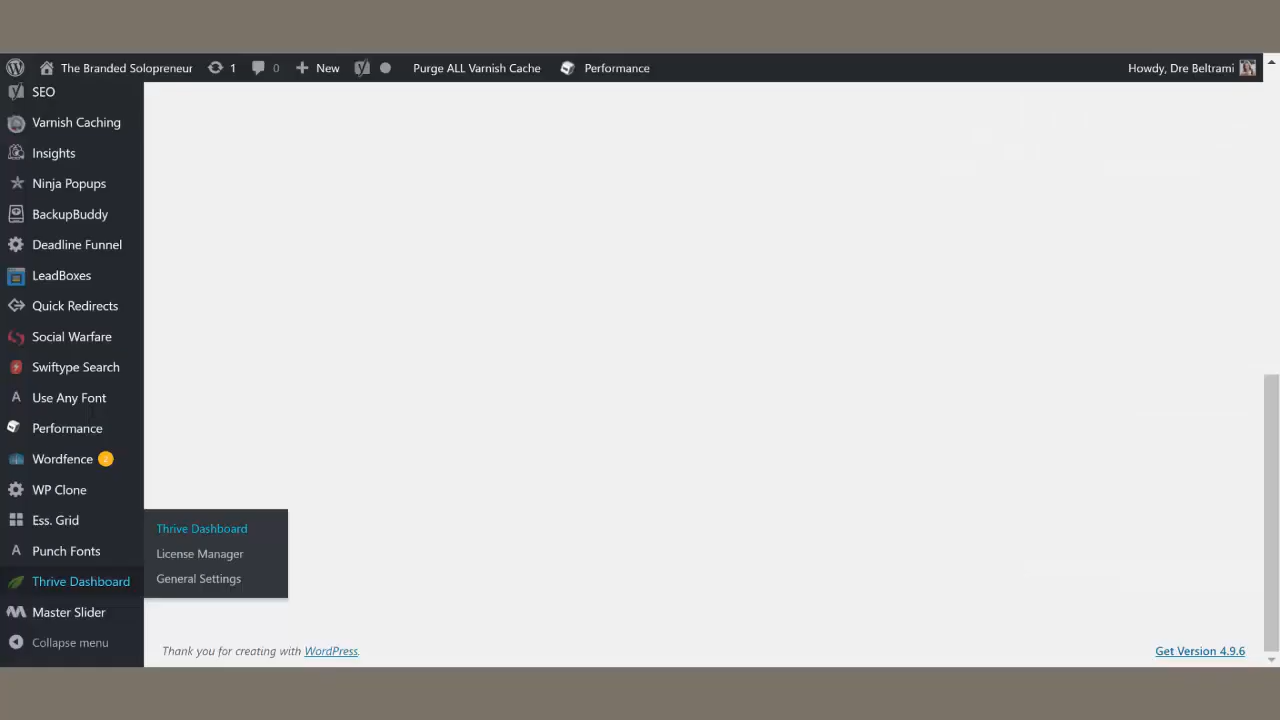 The Branded Solopreneur 1 0 New Purge ALL Varnish Cache Performance Howdy, Dre Beltrami
SEO
Varnish Caching
Insights
Ninja Popups
BackupBuddy
Deadline Funnel
LeadBoxes
Quick Redirects
Social Warfare
Swiftype Search
Use Any Font
Performance
Wordfence
WP Clone
Ess. Grid
Punch Fonts
Thrive Dashboard
Master Slider
Collapse menu
Thrive Dashboard
License Manager
General Settings
Thank you for creating with WordPress. Get Version 4.9.6